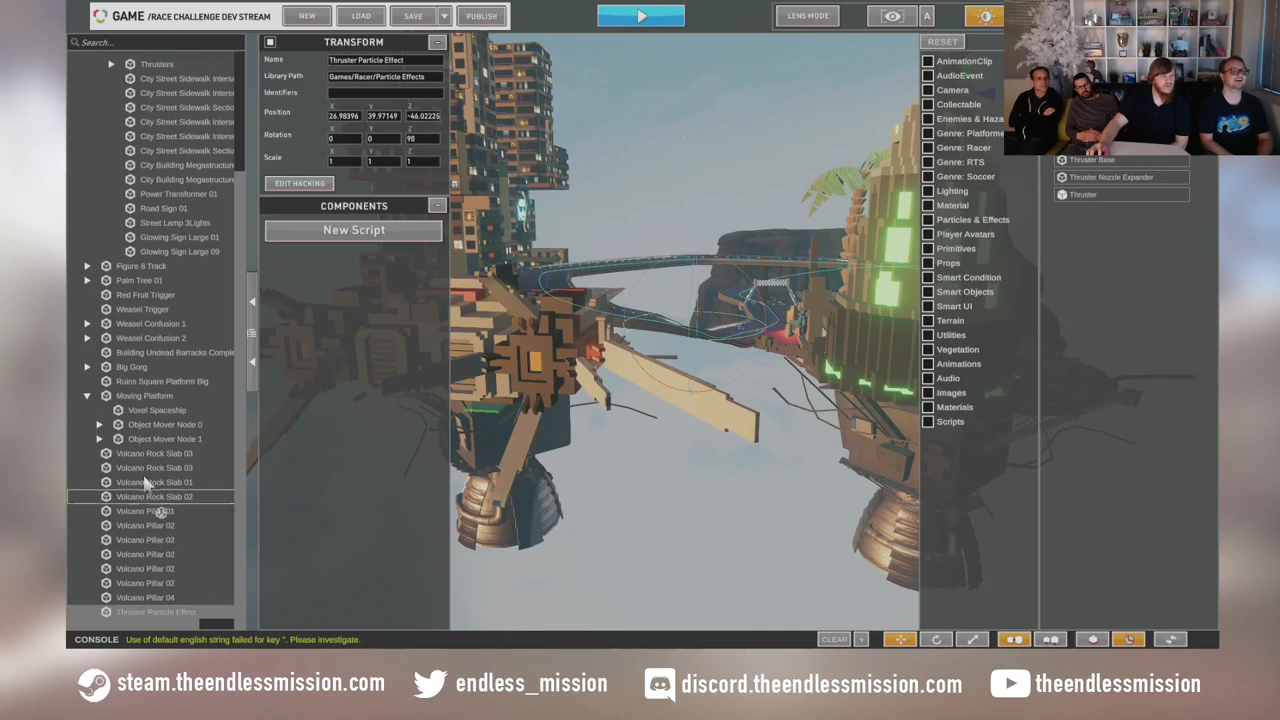 GAME /RACE CHALLENGE DEV STREAM
NEW
LOAD
SAVE
PUBLISH
LENS MODE
A
Search...
Thrusters
City Street Sidewalk Interse
City Street Sidewalk Interse
City Street Sidewalk Sectio
City Street Sidewalk Interse
City Street Sidewalk Interse
City Street Sidewalk Sectio
City Building Megastructure
City Building Megastructure
Power Transformer 01
Road Sign 01
Street Lamp 3Lights
Glowing Sign Large 01
Glowing Sign Large 09
Figure 8 Track
Palm Tree 01
Red Fruit Trigger
Weasel Trigger
Weasel Confusion 1
Weasel Confusion 2
Building Undead Barracks Comple
Big Gorg
Ruins Square Platform Big
Moving Platform
Voxel Spaceship
Object Mover Node 0
Object Mover Node 1
Volcano Rock Slab 03
Volcano Rock Slab 03
Volcano Rock Slab 01
Volcano Rock Slab 02
Volcano Pillar 01
Volcano Pillar 02
Volcano Pillar 02
Volcano Pillar 02
Volcano Pillar 02
Volcano Pillar 02
Volcano Pillar 04
Thruster Particle Effect
TRANSFORM
Name Thruster Particle Effect
Library Path Games/Racer/Particle Effects
Identifiers
X Y Z
Position 26.98396 39.97149 -46.02225
X Y Z
Rotation 0 0 90
X Y Z
Scale 1 1 1
EDIT HACKING
COMPONENTS
New Script
RESET
AnimationClip
AudioEvent
Camera
Collectable
Enemies & Haza
Genre: Platforme
Genre: Racer
Genre: RTS
Genre: Soccer
Lighting
Material
Particles & Effects
Player Avatars
Primitives
Props
Smart Condition
Smart Objects
Smart UI
Terrain
Utilities
Vegetation
Animations
Audio
Images
Materials
Scripts
Thruster Base
Thruster Nozzle Expander
Thruster
CONSOLE Use of default english string failed for key ''. Please investigate.
CLEAR +
steam.theendlessmission.com
endless_mission
discord.theendlessmission.com
theendlessmission